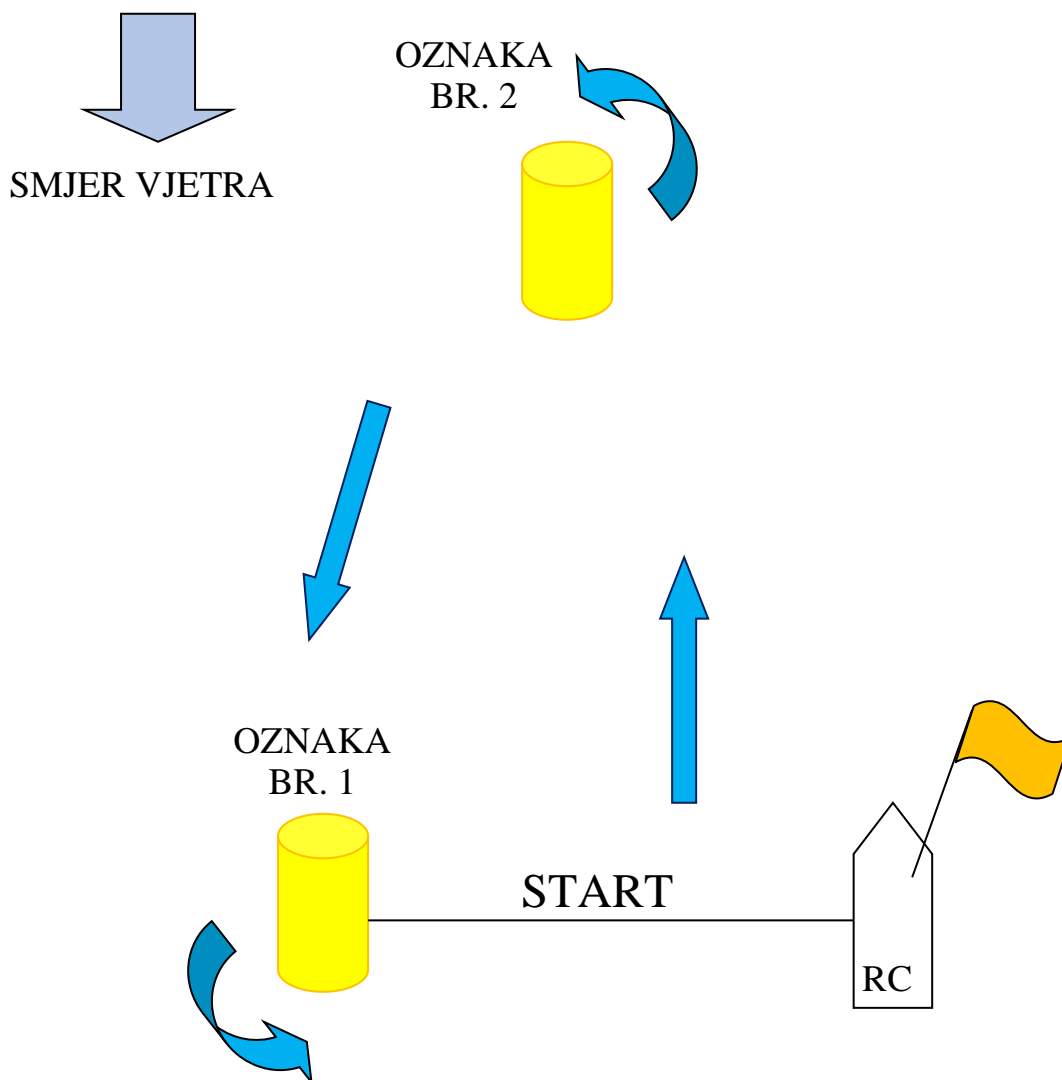 OZNAKA
BR. 2
SMJER VJETRA
OZNAKA
BR. 1
START
RC